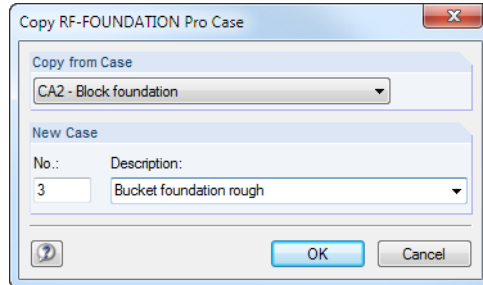 Copy RF-FOUNDATION Pro Case
Copy from Case
CA2 - Block foundation
New Case
No.: Description:
3 Bucket foundation rough
OK Cancel